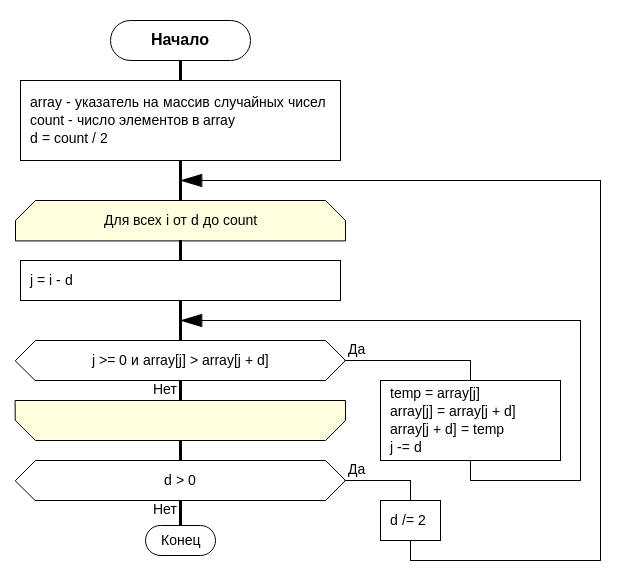 Начало
array - указатель на массив случайных чисел
count - число элементов в array
d = count / 2
Для всех i от d до count
j = i - d
j >= 0 и array[j] > array[j + d]
Да
Нет
temp = array[j]
array[j] = array[j + d]
array[j + d] = temp
j -= d
d > 0
Да
Нет
d /= 2
Конец